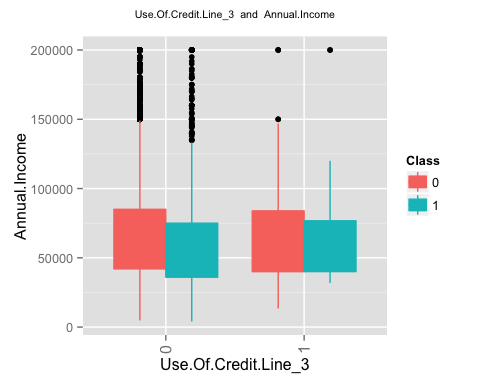 Use.Of.Credit.Line_3 and Annual.Income
200000
150000
100000
50000
0
Annual.Income
0
1
Use.Of.Credit.Line_3
Class
0
1